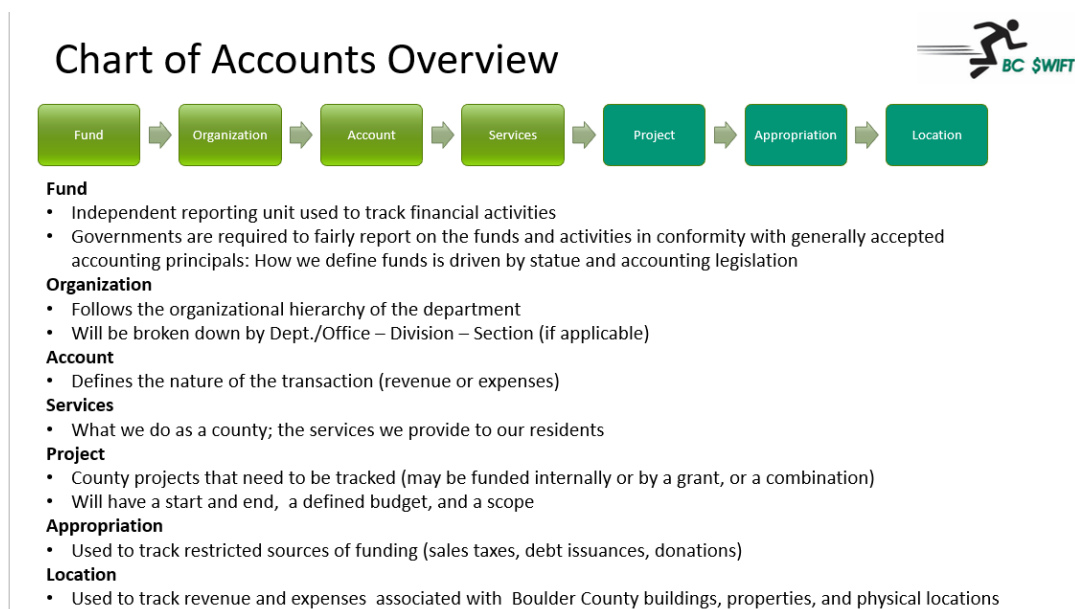 Chart of Accounts Overview
BC $WIFT
Fund
Organization
Account
Services
Project
Appropriation
Location
Fund
• Independent reporting unit used to track financial activities
• Governments are required to fairly report on the funds and activities in conformity with generally accepted
accounting principals: How we define funds is driven by statue and accounting legislation
Organization
• Follows the organizational hierarchy of the department
• Will be broken down by Dept./Office – Division – Section (if applicable)
Account
• Defines the nature of the transaction (revenue or expenses)
Services
• What we do as a county; the services we provide to our residents
Project
• County projects that need to be tracked (may be funded internally or by a grant, or a combination)
• Will have a start and end,  a defined budget, and a scope
Appropriation
• Used to track restricted sources of funding (sales taxes, debt issuances, donations)
Location
• Used to track revenue and expenses  associated with  Boulder County buildings, properties, and physical locations